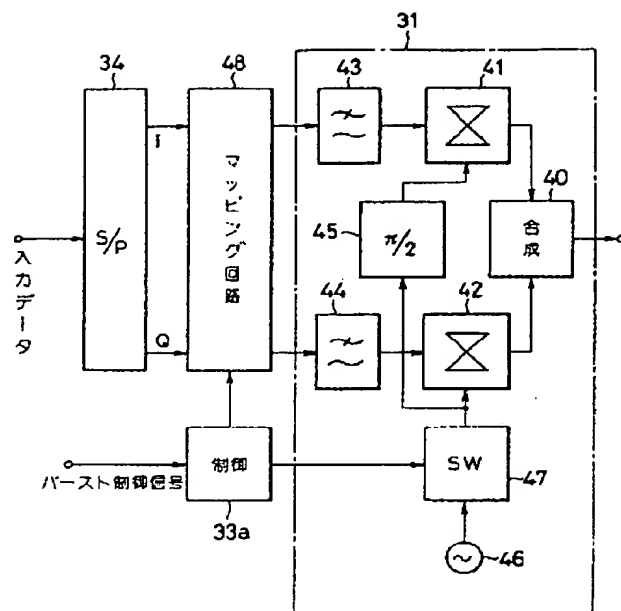 31
34
48
43
41
40
I
S/P
マッピング回路
45
π/2
合成
入力データ
44
42
Q
バースト制御信号
制御
SW
47
33a
46